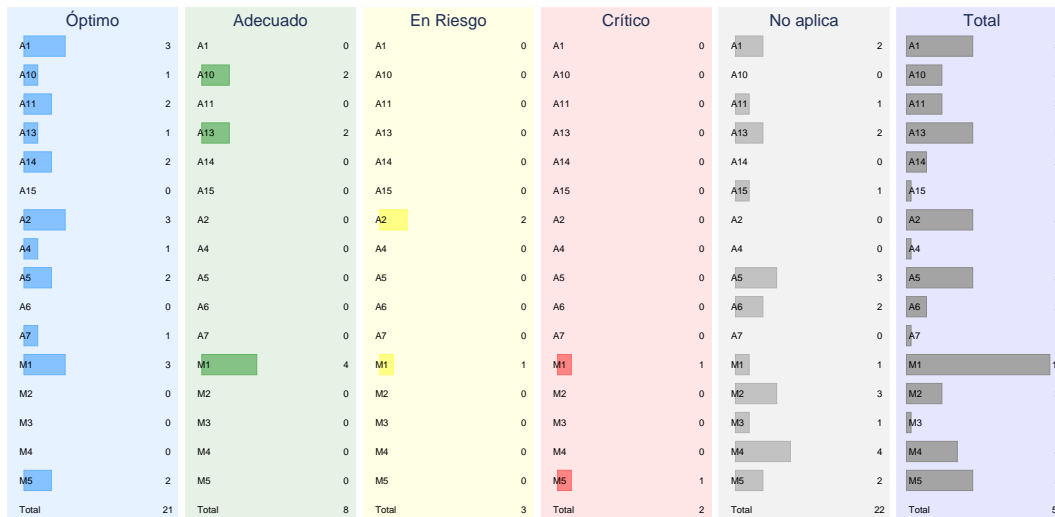 Óptimo Adecuado En Riesgo Crítico No aplica Total
A1 3 A1 0 A1 0 A1 0 A1 2 A1
A10 1 A10 2 A10 0 A10 0 A10 0 A10
A11 2 A11 0 A11 0 A11 0 A11 1 A11
A13 1 A13 2 A13 0 A13 0 A13 2 A13
A14 2 A14 0 A14 0 A14 0 A14 0 A14
A15 0 A15 0 A15 0 A15 0 A15 1 A15
A2 3 A2 0 A2 2 A2 0 A2 0 A2
A4 1 A4 0 A4 0 A4 0 A4 0 A4
A5 2 A5 0 A5 0 A5 0 A5 3 A5
A6 0 A6 0 A6 0 A6 0 A6 2 A6
A7 1 A7 0 A7 0 A7 0 A7 0 A7
M1 3 M1 4 M1 1 M1 1 M1 1 M1 1
M2 0 M2 0 M2 0 M2 0 M2 3 M2
M3 0 M3 0 M3 0 M3 0 M3 1 M3
M4 0 M4 0 M4 0 M4 0 M4 4 M4
M5 2 M5 0 M5 0 M5 1 M5 2 M5
Total 21 Total 8 Total 3 Total 2 Total 22 Total 5